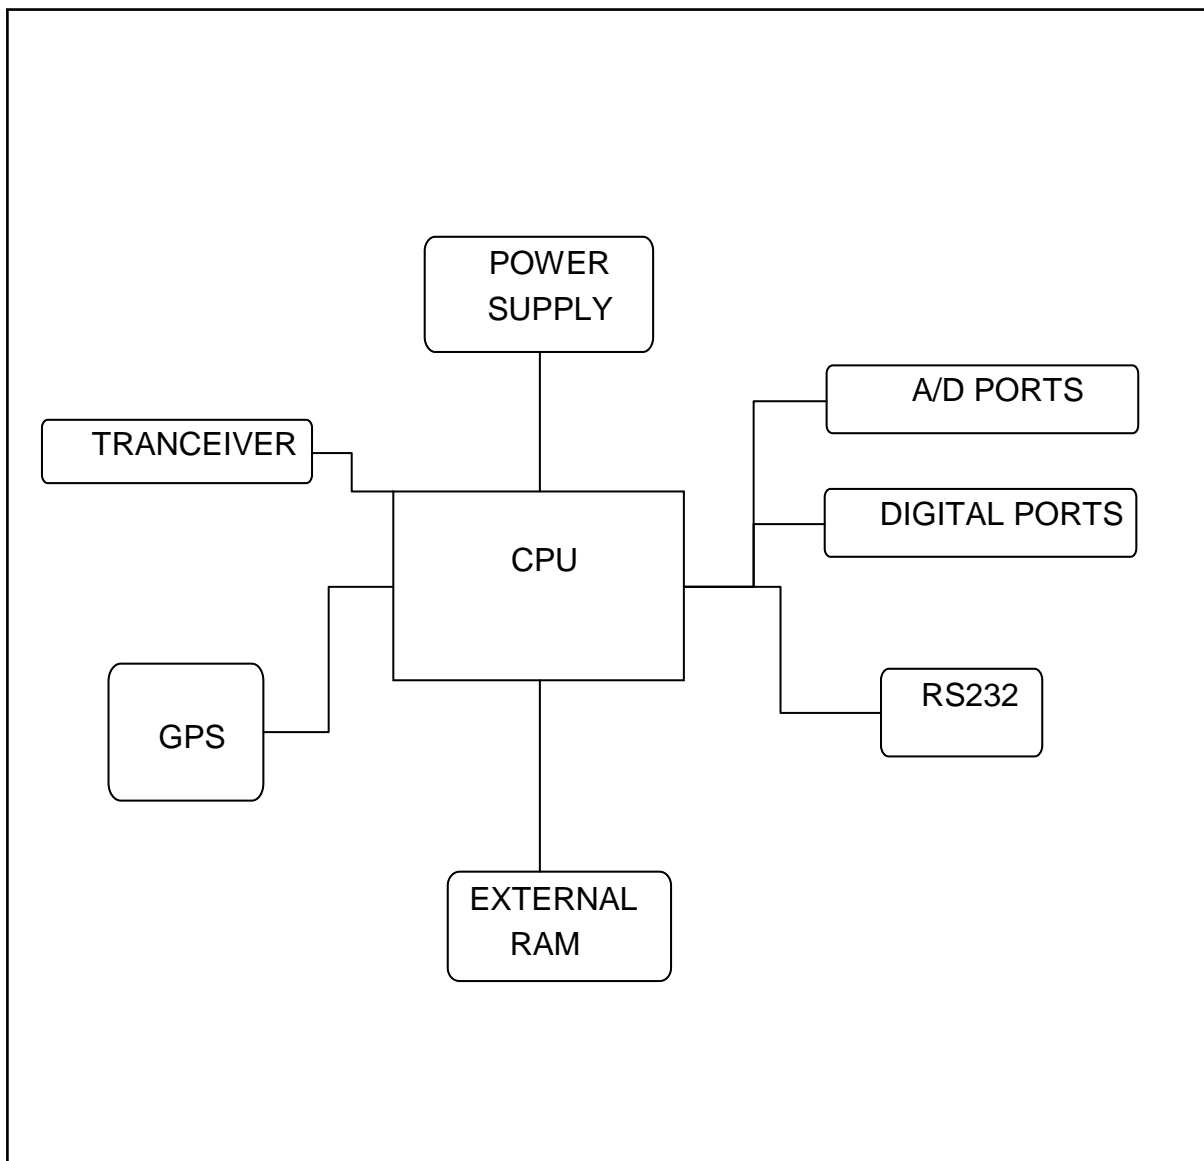 POWER
SUPPLY
A/D PORTS
TRANCEIVER
DIGITAL PORTS
CPU
RS232
GPS
EXTERNAL
RAM